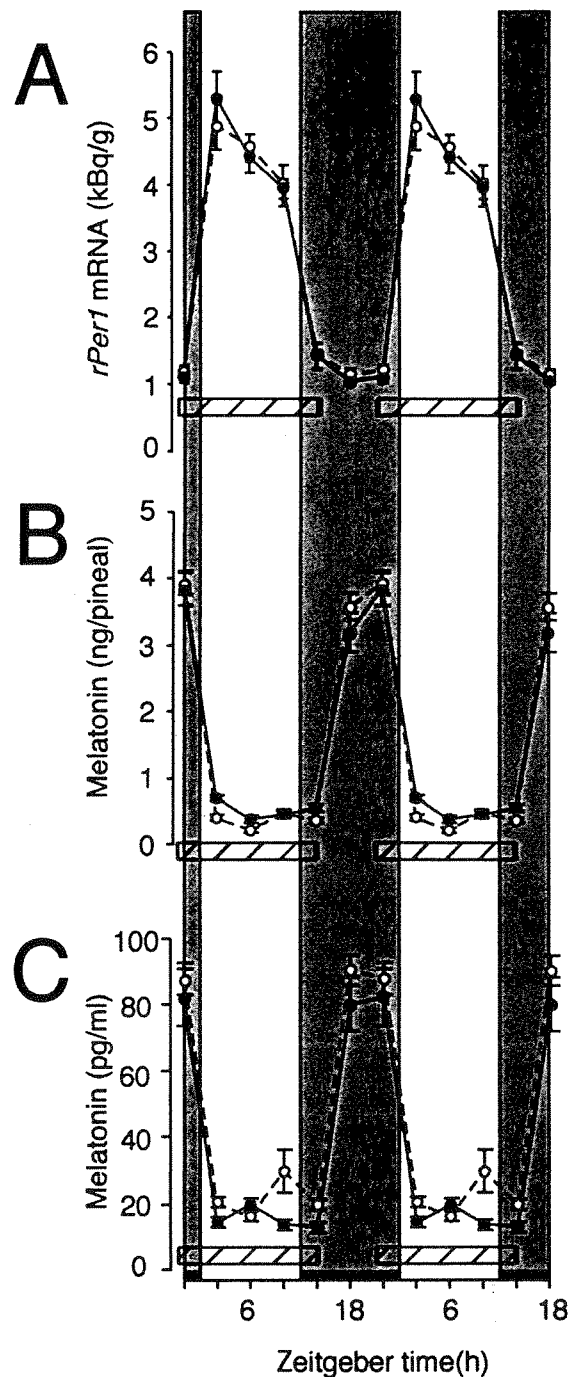 A
rPer1 mRNA (kBq/g)
6
5
4
3
2
1
0
B
Melatonin (ng/pineal)
5
4
3
2
1
0
C
Melatonin (pg/ml)
100
80
60
40
20
0
6 18 6 18
Zeitgeber time(h)